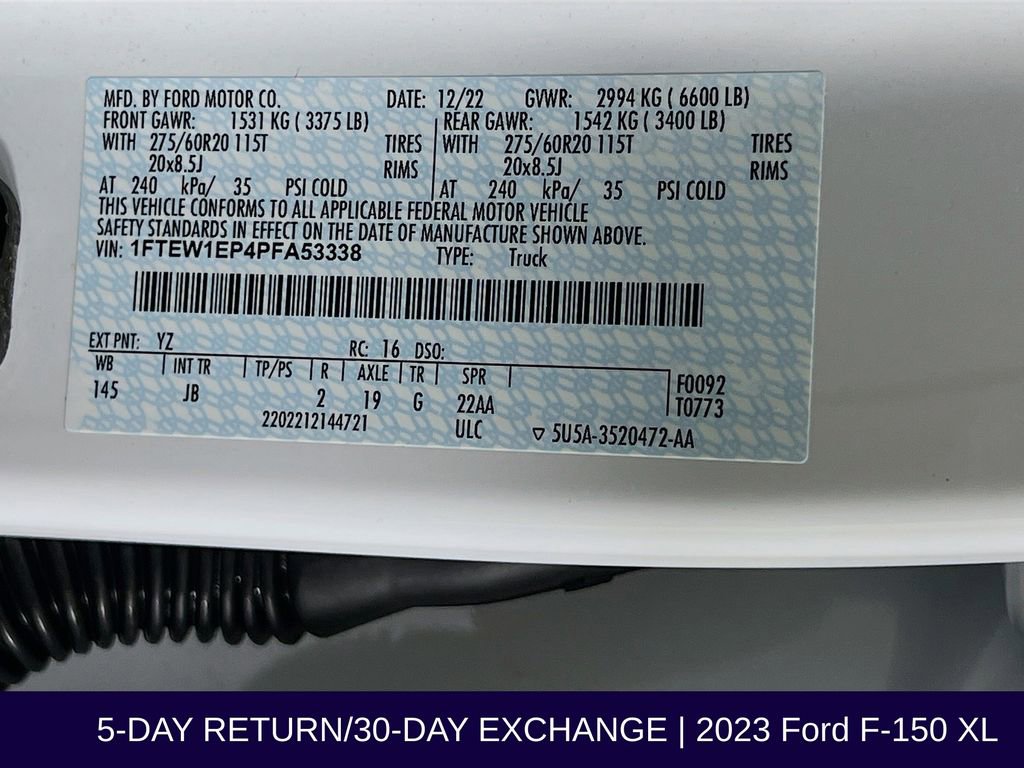 MFD. BY FORD MOTOR CO. DATE: 12/22 GVWR: 2994 KG ( 6600 LB)
FRONT GAWR: 1531 KG ( 3375 LB) REAR GAWR: 1542 KG ( 3400 LB)
WITH 275/60R20 115T TIRES WITH 275/60R20 115T TIRES
20x8.5J RIMS 20x8.5J RIMS
AT 240 kPa/ 35 PSI COLD AT 240 kPa/ 35 PSI COLD
THIS VEHICLE CONFORMS TO ALL APPLICABLE FEDERAL MOTOR VEHICLE
SAFETY STANDARDS IN EFFECT ON THE DATE OF MANUFACTURE SHOWN ABOVE.
VIN: 1FTEW1EP4PFA53338 TYPE: Truck
EXT PNT: YZ RC: 16 DSO:
WB INT TR TP/PS R AXLE TR SPR F0092
145 JB 2 19 G 22AA T0773
2202212144721 ULC ▽ 5U5A-3520472-AA
5-DAY RETURN/30-DAY EXCHANGE | 2023 Ford F-150 XL